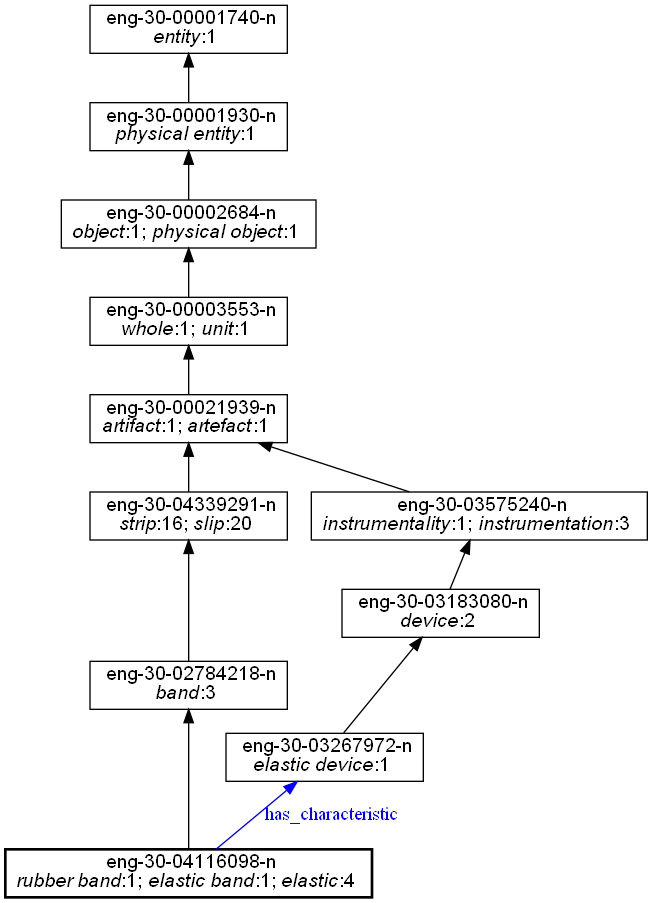 eng-30-00001740-n
entity:1
eng-30-00001930-n
physical entity:1
eng-30-00002684-n
object:1; physical object:1
eng-30-00003553-n
whole:1; unit:1
eng-30-00021939-n
artifact:1; artefact:1
eng-30-04339291-n
strip:16; slip:20
eng-30-03575240-n
instrumentality:1; instrumentation:3
eng-30-03183080-n
device:2
eng-30-02784218-n
band:3
eng-30-03267972-n
elastic device:1
has_characteristic
eng-30-04116098-n
rubber band:1; elastic band:1; elastic:4